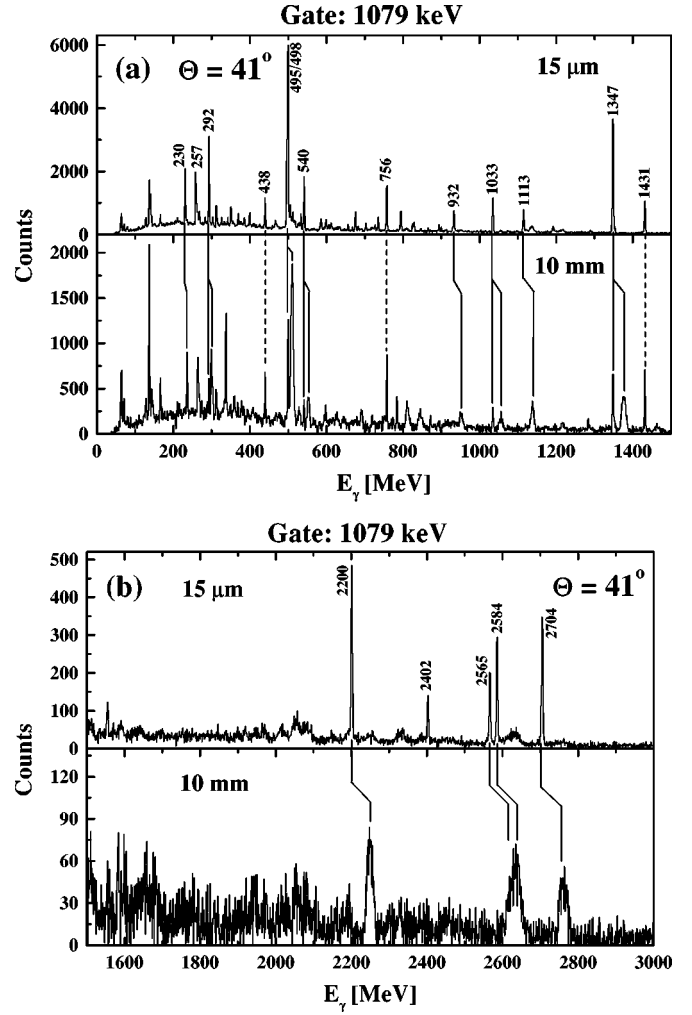 Gate: 1079 keV
(a) Θ = 41° 15 μm
230 257 292 495/498 438 540 756 932 1033 1113 1347 1431
6000
4000
2000
0
10 mm
2000
1500
1000
500
0
Counts
0 200 400 600 800 1000 1200 1400
Eγ [MeV]
Gate: 1079 keV
(b) 15 μm Θ = 41°
2200 2402 2565 2584 2704
500
400
300
200
100
0
10 mm
120
90
60
30
0
Counts
1600 1800 2000 2200 2400 2600 2800 3000
Eγ [MeV]